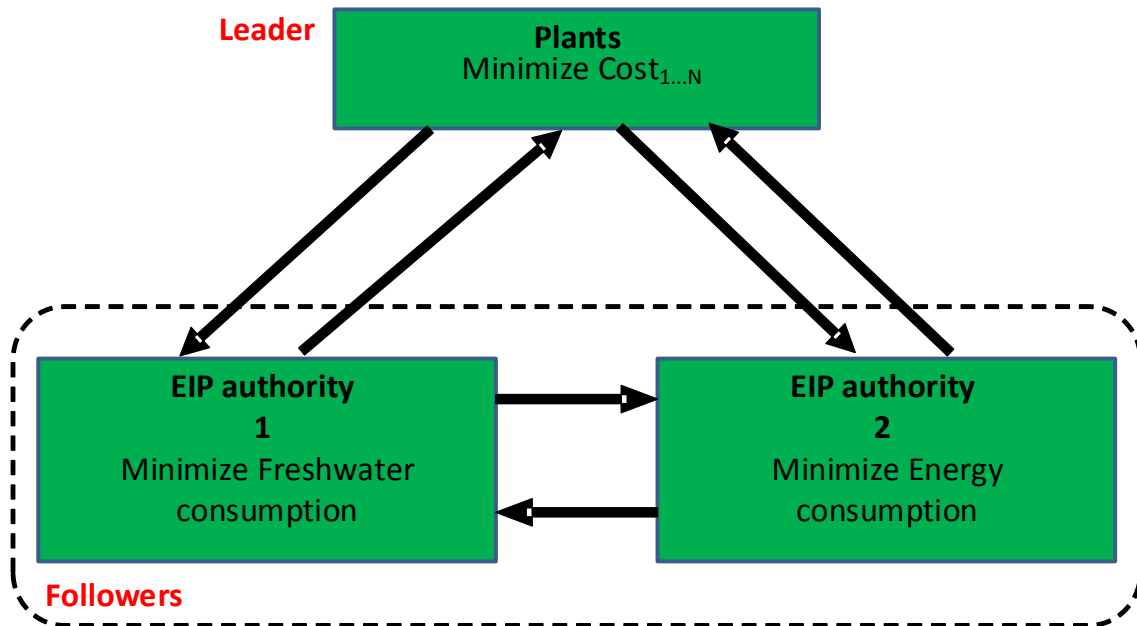 Leader
Plants
Minimize Cost₁...N
EIP authority
1
Minimize Freshwater
consumption
EIP authority
2
Minimize Energy
consumption
Followers